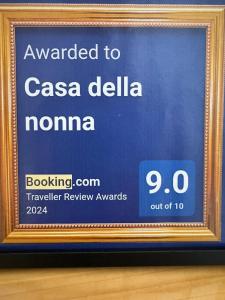 Awarded to
Casa della
nonna
Booking.com
Traveller Review Awards
2024
9.0
out of 10